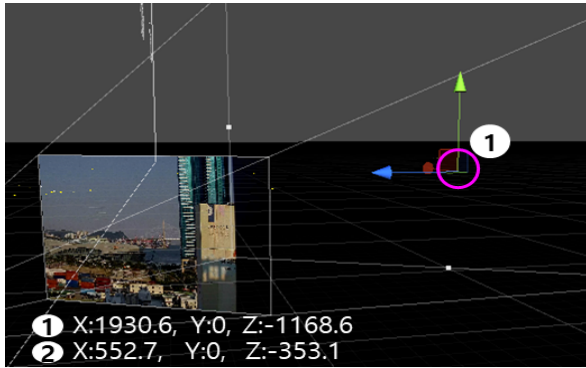 1
1 X:1930.6, Y:0, Z:-1168.6
2 X:552.7, Y:0, Z:-353.1